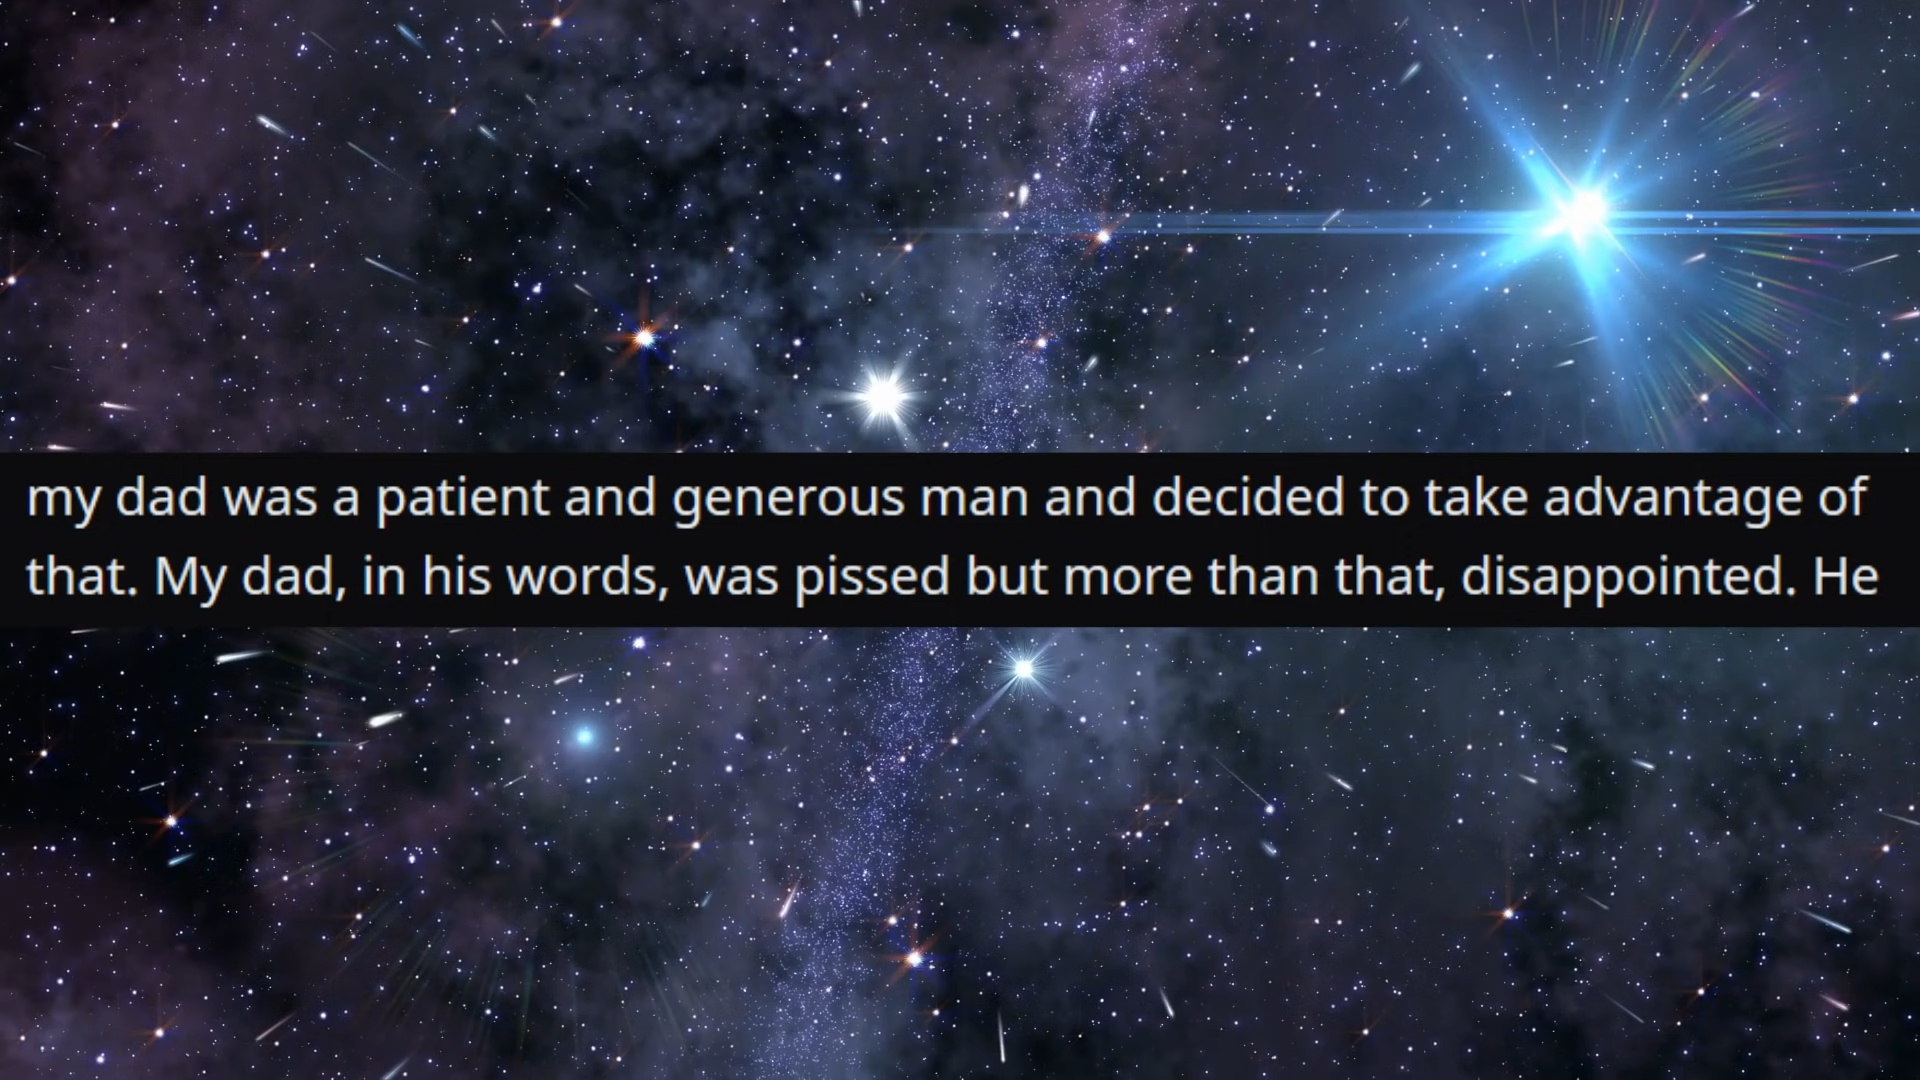 my dad was a patient and generous man and decided to take advantage of
that. My dad, in his words, was pissed but more than that, disappointed. He